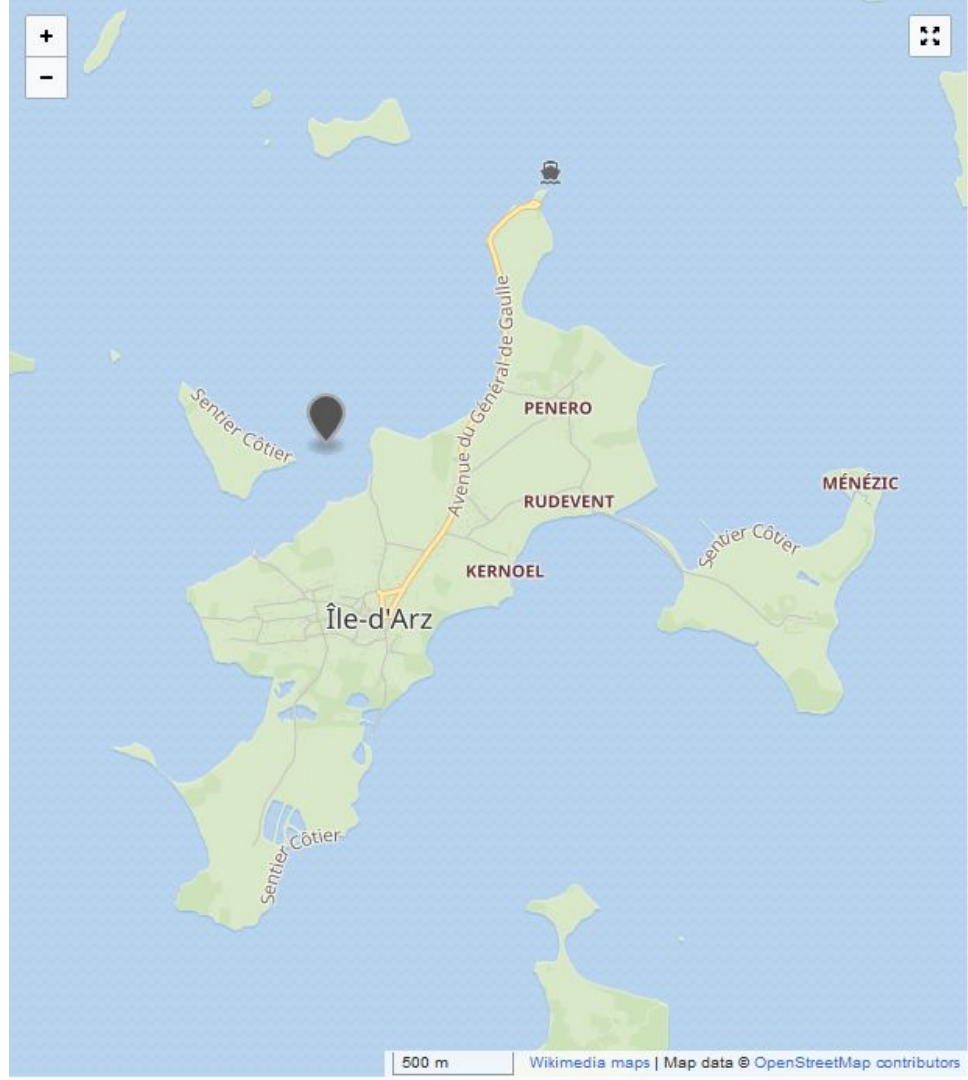 +
−
Avenue du Général de Gaulle
Sentier Côtier
PENERO
MÉNÉZIC
RUDEVENT
Sentier Côtier
KERNOEL
Île-d'Arz
Sentier Côtier
500 m
Wikimedia maps | Map data © OpenStreetMap contributors